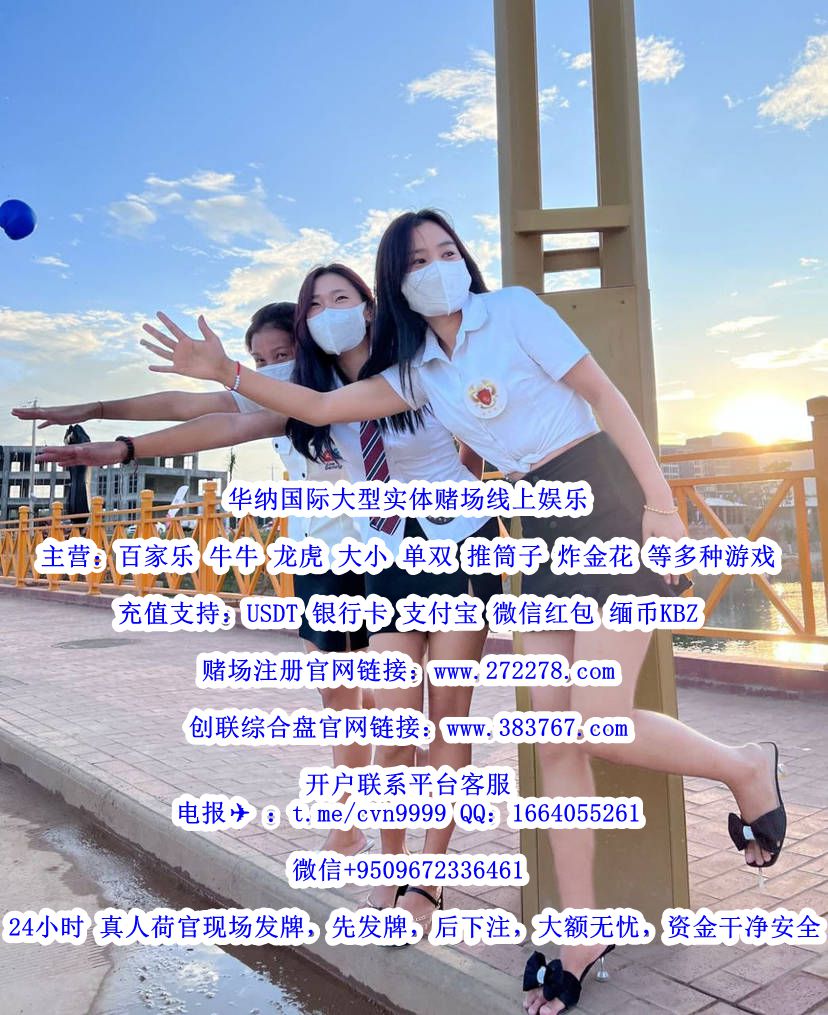 华纳国际大型实体赌场线上娱乐
主营：百家乐 牛牛 龙虎 大小 单双 推筒子 炸金花 等多种游戏
充值支持：USDT 银行卡 支付宝 微信红包 缅币KBZ
赌场注册官网链接：www.272278.com
创联综合盘官网链接：www.383767.com
开户联系平台客服
电报✈ ：t.me/cvn9999 QQ：1664055261
微信+9509672336461
24小时 真人荷官现场发牌，先发牌，后下注，大额无忧，资金干净安全